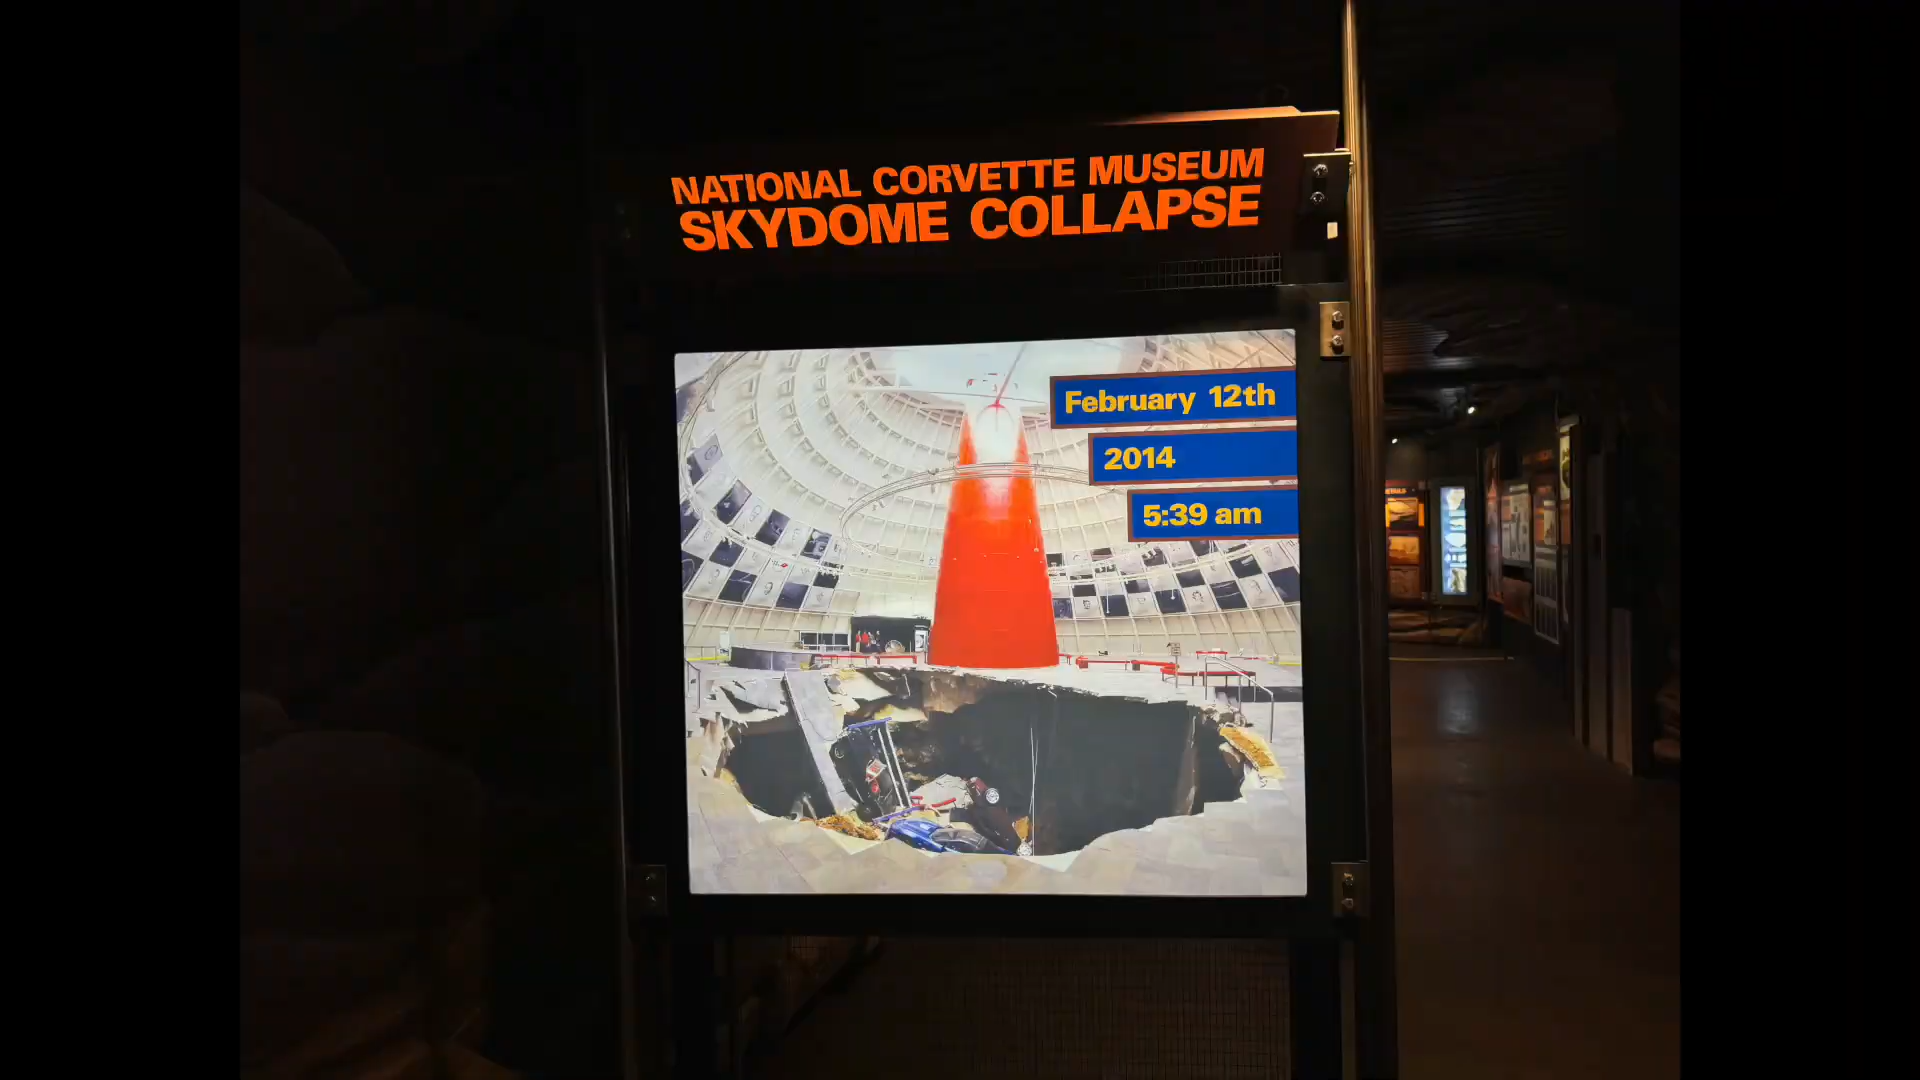 NATIONAL CORVETTE MUSEUM
SKYDOME COLLAPSE
February 12th
2014
5:39 am